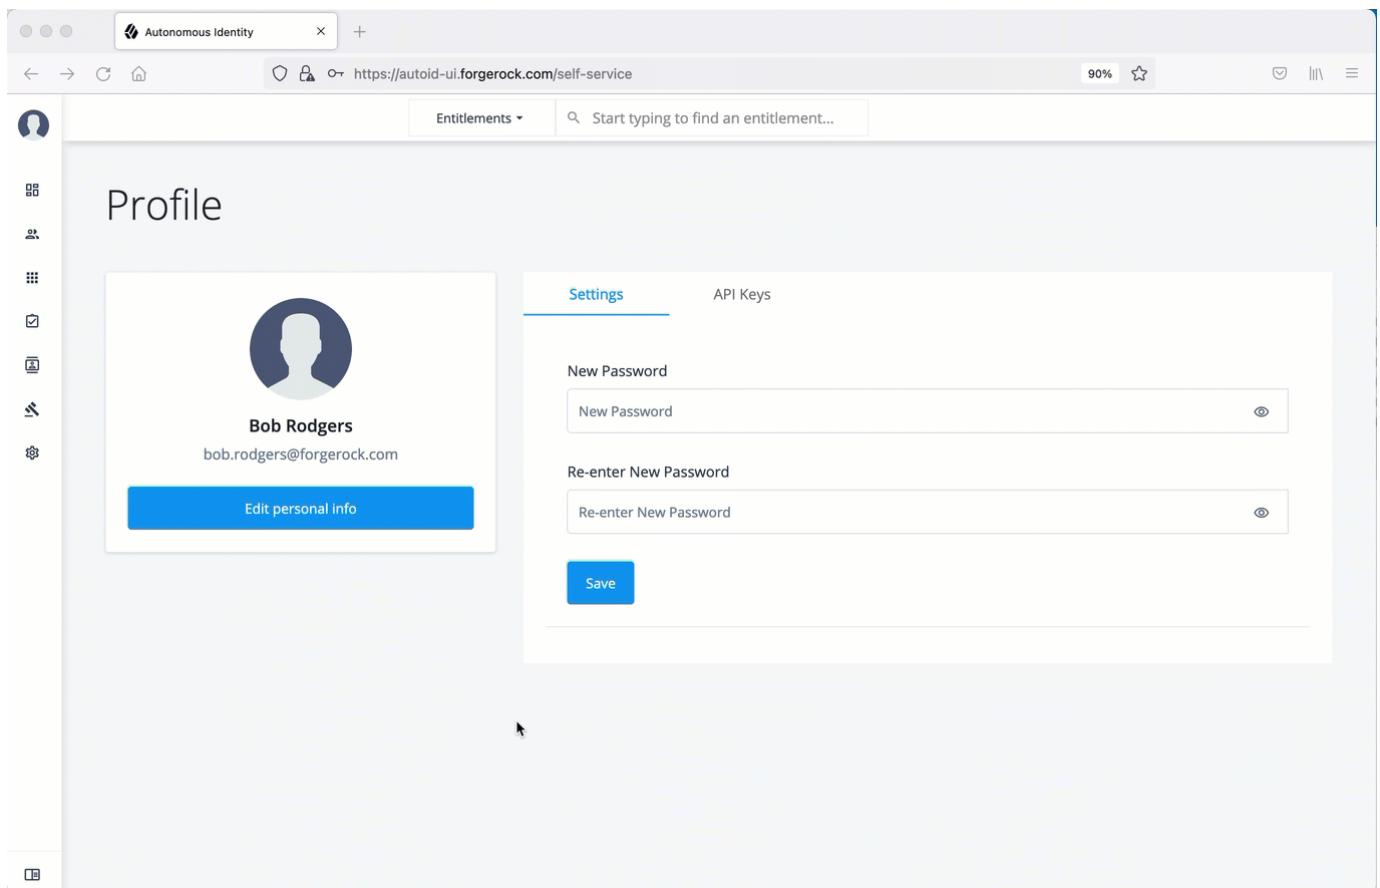 Autonomous Identity
https://autoid-ui.forgerock.com/self-service
90%
Entitlements
Start typing to find an entitlement...
Profile
Bob Rodgers
bob.rodgers@forgerock.com
Edit personal info
Settings
API Keys
New Password
New Password
Re-enter New Password
Re-enter New Password
Save